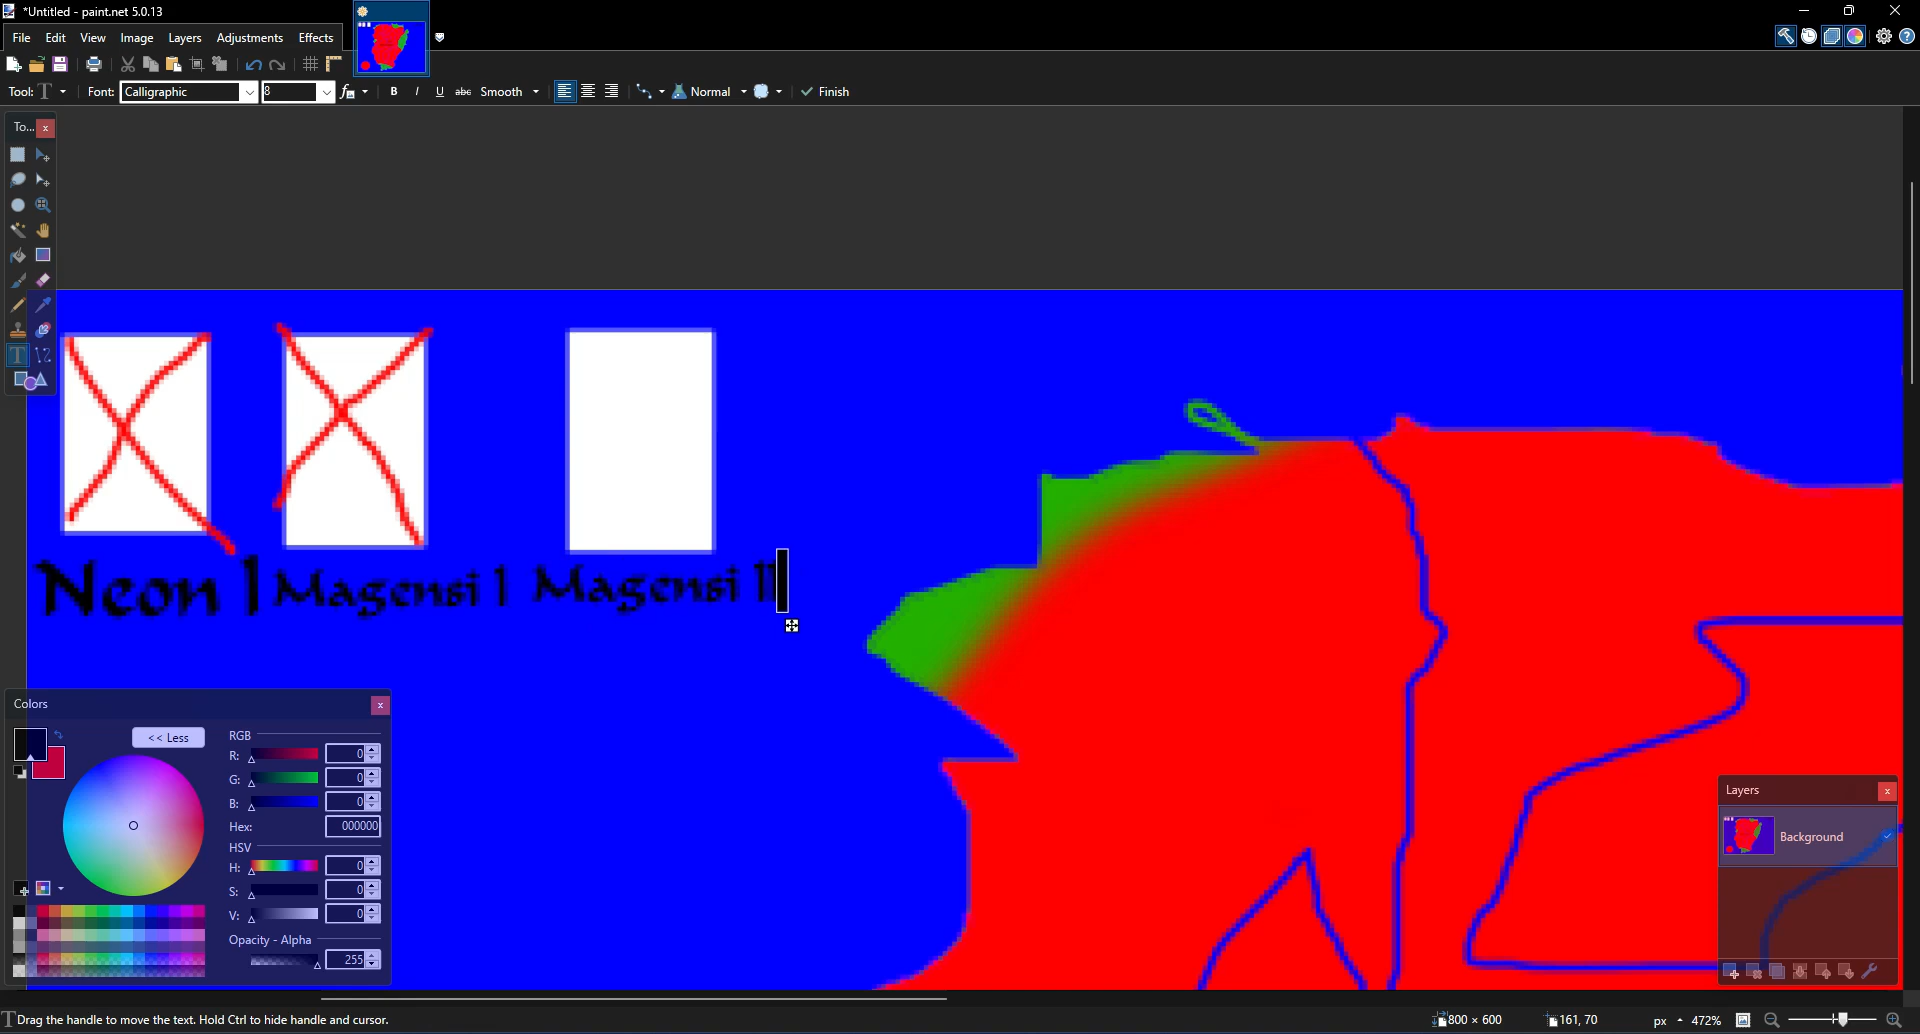 *Untitled - paint.net 5.0.13
File Edit View Image Layers Adjustments Effects
Tool: T Font: Calligraphic 8 fx B I U abc Smooth Normal Finish
To...
Neon I Magensi I Magensi II
Colors
<< Less
RGB
R: 0
G: 0
B: 0
Hex: 000000
HSV
H: 0
S: 0
V: 0
Opacity - Alpha
255
Layers
Background
Drag the handle to move the text. Hold Ctrl to hide handle and cursor.
800 × 600 161, 70 px 472%